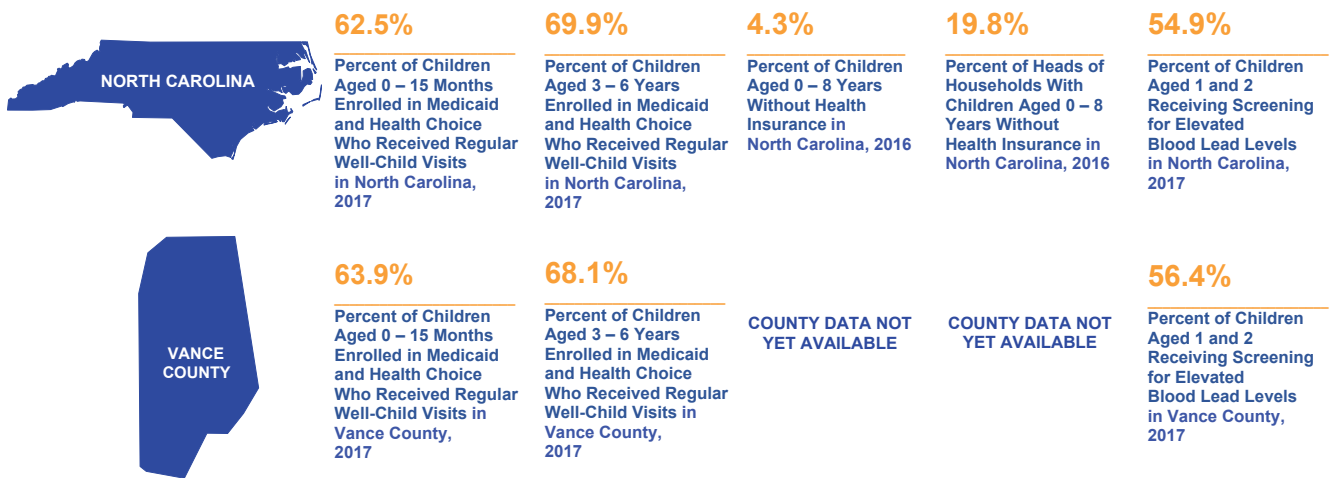 NORTH CAROLINA
62.5%
Percent of Children
Aged 0 – 15 Months
Enrolled in Medicaid
and Health Choice
Who Received Regular
Well-Child Visits
in North Carolina,
2017
69.9%
Percent of Children
Aged 3 – 6 Years
Enrolled in Medicaid
and Health Choice
Who Received Regular
Well-Child Visits
in North Carolina,
2017
4.3%
Percent of Children
Aged 0 – 8 Years
Without Health
Insurance in
North Carolina, 2016
19.8%
Percent of Heads of
Households With
Children Aged 0 – 8
Years Without
Health Insurance in
North Carolina, 2016
54.9%
Percent of Children
Aged 1 and 2
Receiving Screening
for Elevated
Blood Lead Levels
in North Carolina,
2017
VANCE
COUNTY
63.9%
Percent of Children
Aged 0 – 15 Months
Enrolled in Medicaid
and Health Choice
Who Received Regular
Well-Child Visits in
Vance County,
2017
68.1%
Percent of Children
Aged 3 – 6 Years
Enrolled in Medicaid
and Health Choice
Who Received Regular
Well-Child Visits in
Vance County,
2017
COUNTY DATA NOT
YET AVAILABLE
COUNTY DATA NOT
YET AVAILABLE
56.4%
Percent of Children
Aged 1 and 2
Receiving Screening
for Elevated
Blood Lead Levels
in Vance County,
2017